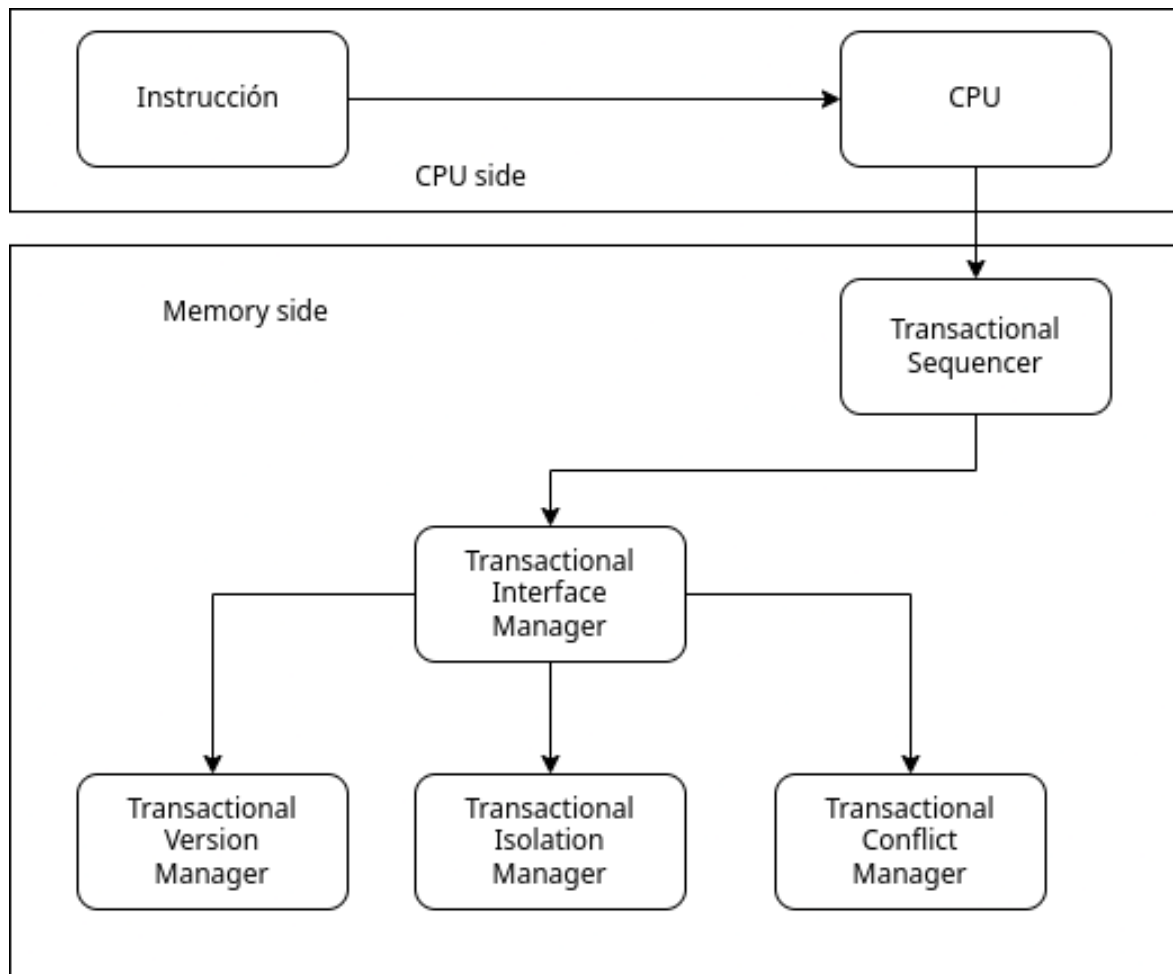 Instrucción
CPU
CPU side
Memory side
Transactional
Sequencer
Transactional
Interface
Manager
Transactional
Version
Manager
Transactional
Isolation
Manager
Transactional
Conflict
Manager